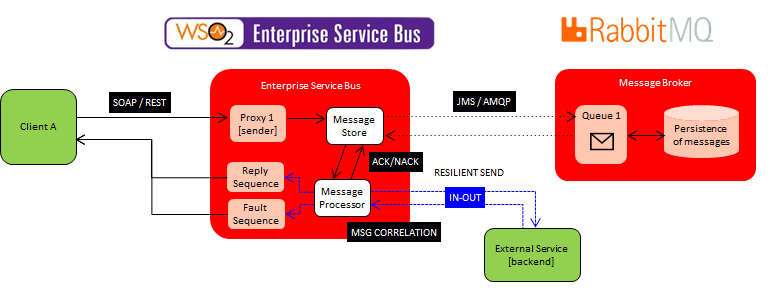 WSO2 Enterprise Service Bus
RabbitMQ
Enterprise Service Bus
Message Broker
SOAP / REST
JMS / AMQP
Client A
Proxy 1
[sender]
Message
Store
Queue 1
Persistence
of messages
ACK/NACK
Reply
Sequence
RESILIENT SEND
Message
Processor
IN-OUT
Fault
Sequence
MSG CORRELATION
External Service
[backend]